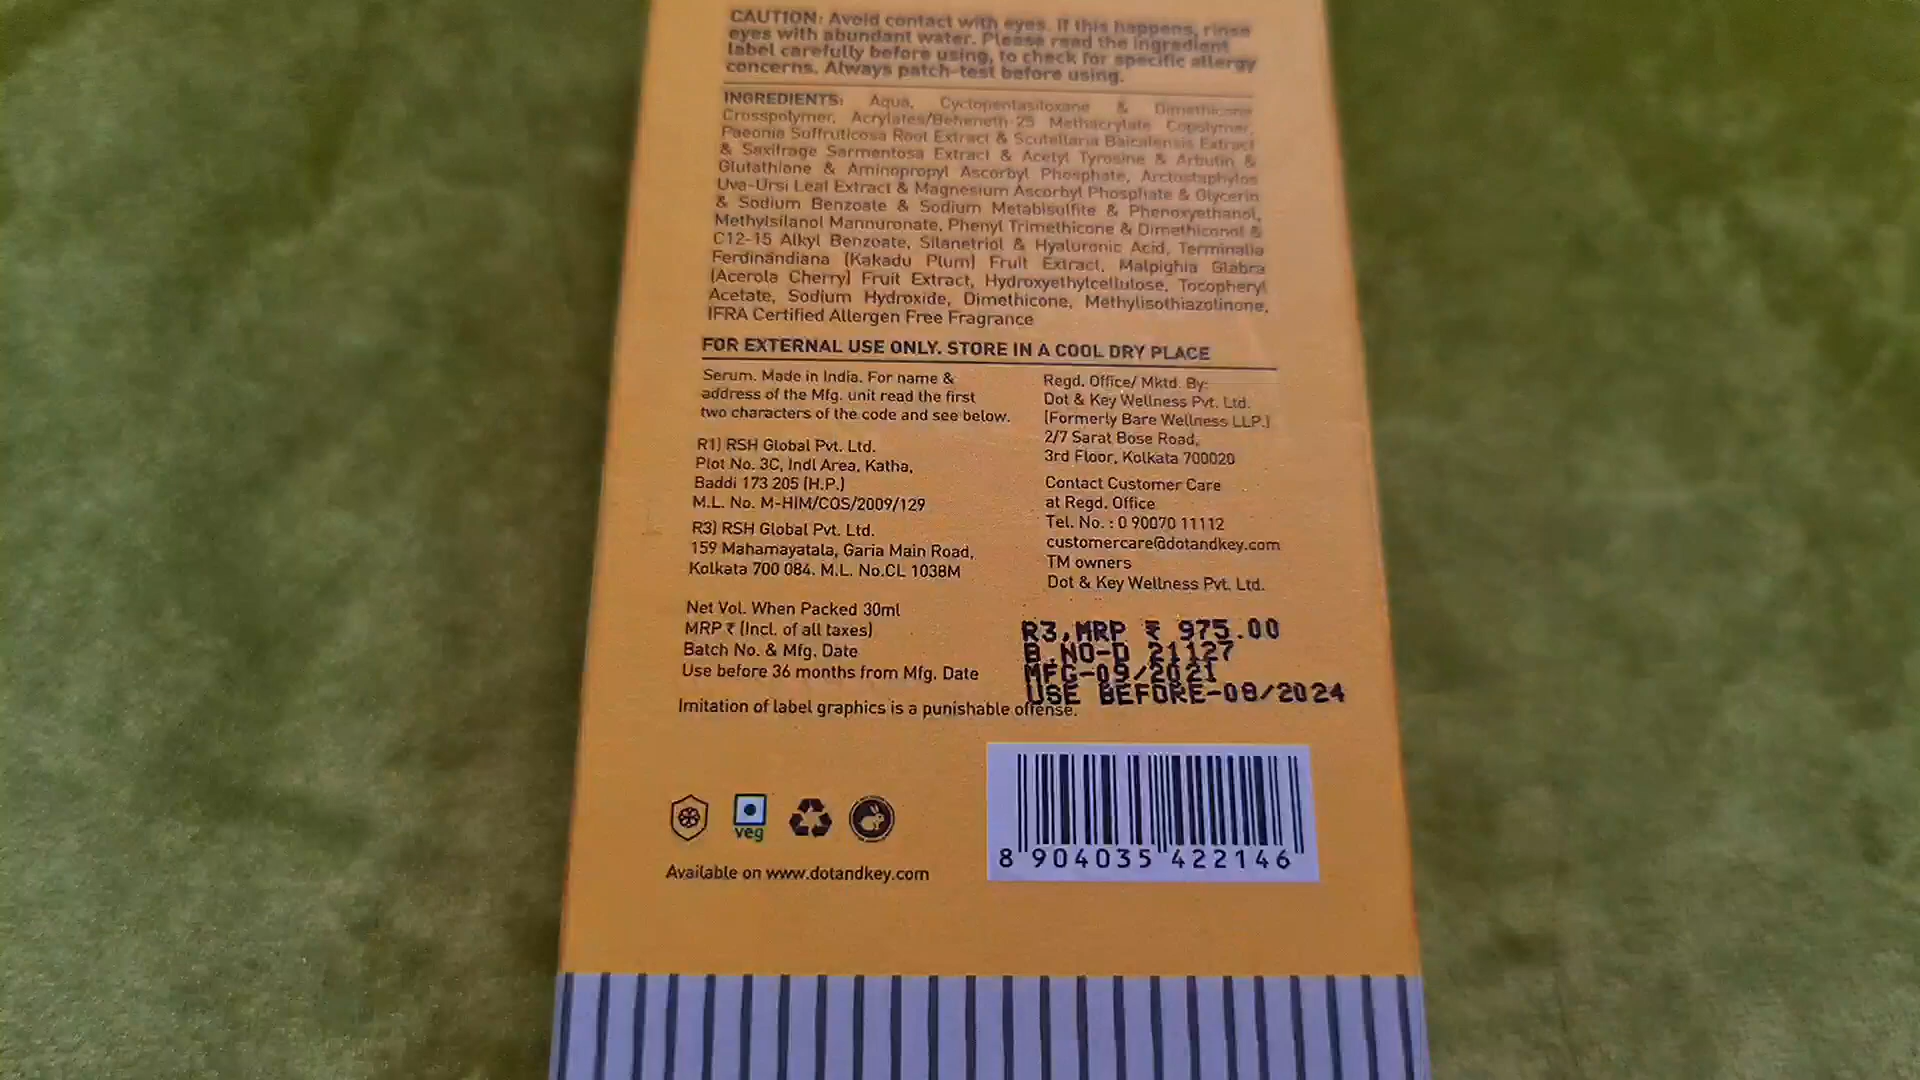 CAUTION: Avoid contact with eyes. If this happens, rinse
eyes with abundant water. Please read the ingredient
label carefully before using, to check for specific allergy
concerns. Always patch-test before using.
INGREDIENTS: Aqua, Cyclopentasiloxane & Dimethicone
Crosspolymer, Acrylates/Beheneth-25 Methacrylate Copolymer,
Paeonia Suffruticosa Root Extract & Scutellaria Baicalensis Extract
& Saxifrage Sarmentosa Extract & Acetyl Tyrosine & Arbutin &
Glutathione & Aminopropyl Ascorbyl Phosphate, Arctostaphylos
Uva-Ursi Leaf Extract & Magnesium Ascorbyl Phosphate & Glycerin
& Sodium Benzoate & Sodium Metabisulfite & Phenoxyethanol,
Methylsilanol Mannuronate, Phenyl Trimethicone & Dimethiconol &
C12-15 Alkyl Benzoate, Silanetriol & Hyaluronic Acid, Terminalia
Ferdinandiana (Kakadu Plum) Fruit Extract, Malpighia Glabra
(Acerola Cherry) Fruit Extract, Hydroxyethylcellulose, Tocopheryl
Acetate, Sodium Hydroxide, Dimethicone, Methylisothiazolinone,
IFRA Certified Allergen Free Fragrance
FOR EXTERNAL USE ONLY. STORE IN A COOL DRY PLACE
Serum. Made in India. For name &
address of the Mfg. unit read the first
two characters of the code and see below.
R1) RSH Global Pvt. Ltd.
Plot No. 3C, Indl Area, Katha,
Baddi 173 205 (H.P.)
M.L. No. M-HIM/COS/2009/129
R3) RSH Global Pvt. Ltd.
159 Mahamayatala, Garia Main Road,
Kolkata 700 084. M.L. No.CL 1038M
Regd. Office/ Mktd. By:
Dot & Key Wellness Pvt. Ltd.
(Formerly Bare Wellness LLP.)
2/7 Sarat Bose Road,
3rd Floor, Kolkata 700020
Contact Customer Care
at Regd. Office
Tel. No. : 0 90070 11112
customercare@dotandkey.com
TM owners
Dot & Key Wellness Pvt. Ltd.
Net Vol. When Packed 30ml
MRP ₹ (Incl. of all taxes)
Batch No. & Mfg. Date
Use before 36 months from Mfg. Date
R3,MRP ₹ 975.00
B.NO-D 21127
MFG-09/2021
USE BEFORE-08/2024
Imitation of label graphics is a punishable offense.
veg
Available on www.dotandkey.com
8 904035 422146